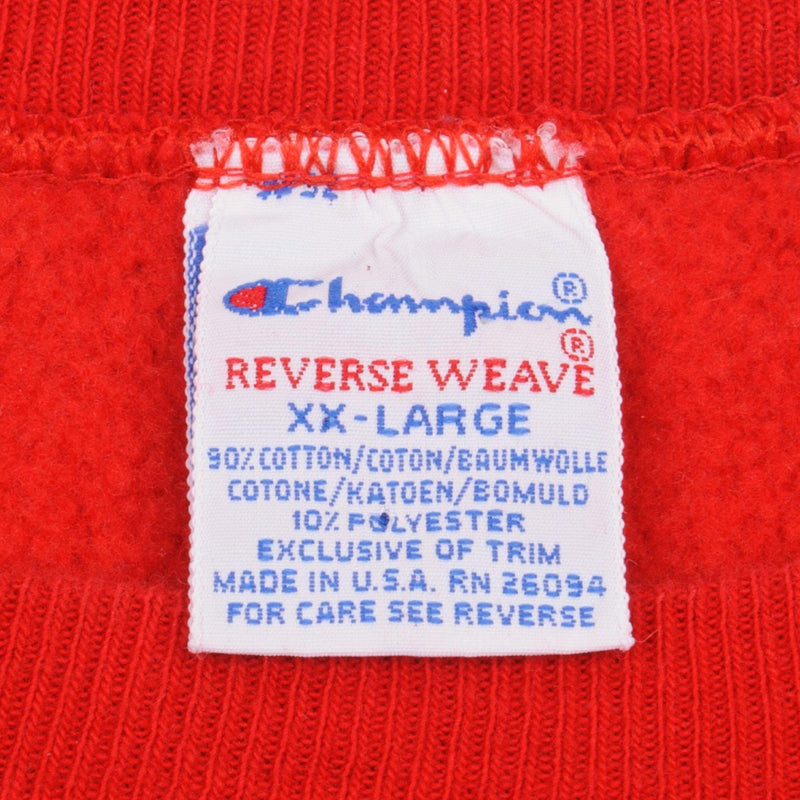 Champion ®
REVERSE WEAVE ®
XX-LARGE
90% COTTON/COTON/BAUMWOLLE
COTONE/KATOEN/BOMULD
10% POLYESTER
EXCLUSIVE OF TRIM
MADE IN U.S.A. RN 26094
FOR CARE SEE REVERSE